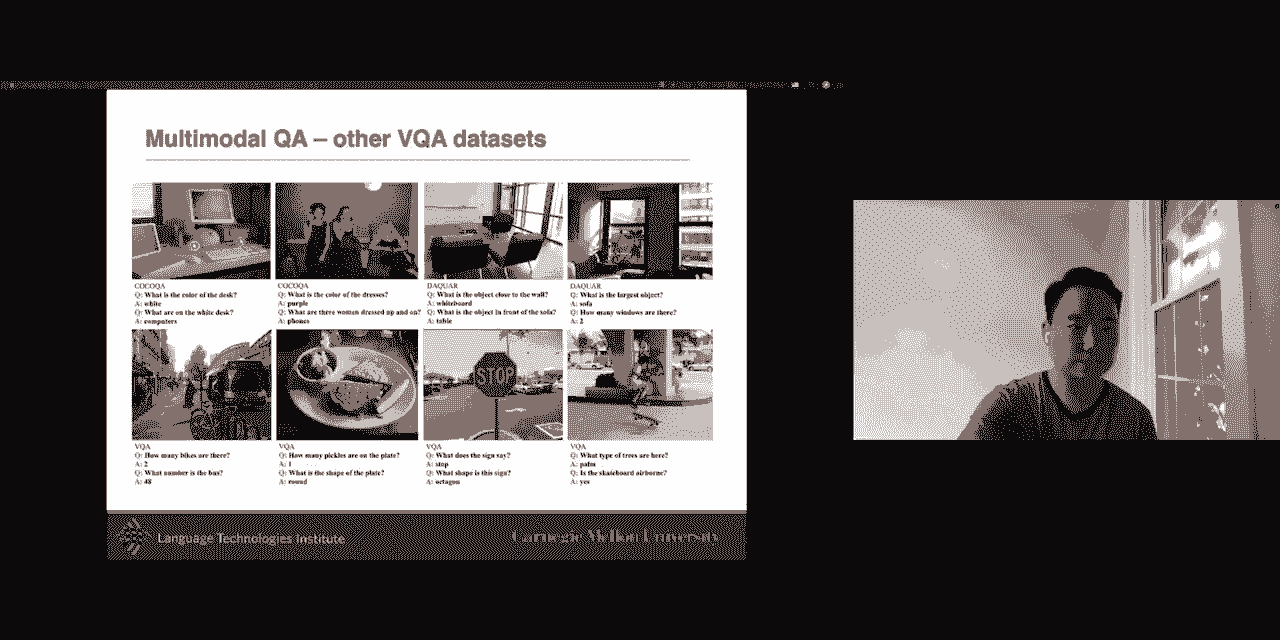 Multimodal QA – other VQA datasets
COCOQA
Q: What is the color of the desk?
A: white
Q: What are on the white desk?
A: computers
COCOQA
Q: What is the color of the dresses?
A: purple
Q: What are there women dressed up and on?
A: phones
DAQUAR
Q: What is the object close to the wall?
A: whiteboard
Q: What is the object in front of the sofa?
A: table
DAQUAR
Q: What is the largest object?
A: sofa
Q: How many windows are there?
A: 2
STOP
VQA
Q: How many bikes are there?
A: 2
Q: What number is the bus?
A: 48
VQA
Q: How many pickles are on the plate?
A: 1
Q: What is the shape of the plate?
A: round
VQA
Q: What does the sign say?
A: stop
Q: What shape is this sign?
A: octagon
VQA
Q: What type of trees are here?
A: palm
Q: Is the skateboard airborne?
A: yes
Language Technologies Institute
Carnegie Mellon University